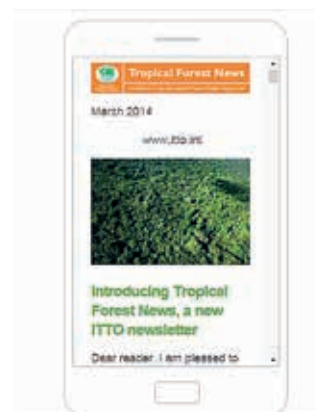 Tropical Forest News
March 2014
www.itto.int
Introducing Tropical
Forest News, a new
ITTO newsletter
Dear reader, I am pleased to